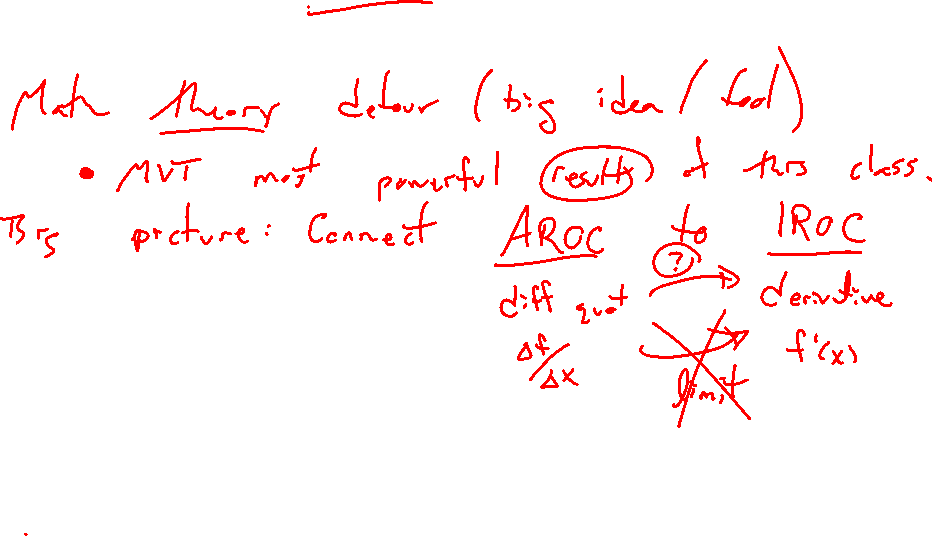 Math theory detour (big idea / tool)
• MVT most powerful results of this class.
Big picture: Connect AROC to IROC
?
diff quot derivative
Δf/Δx limit f'(x)